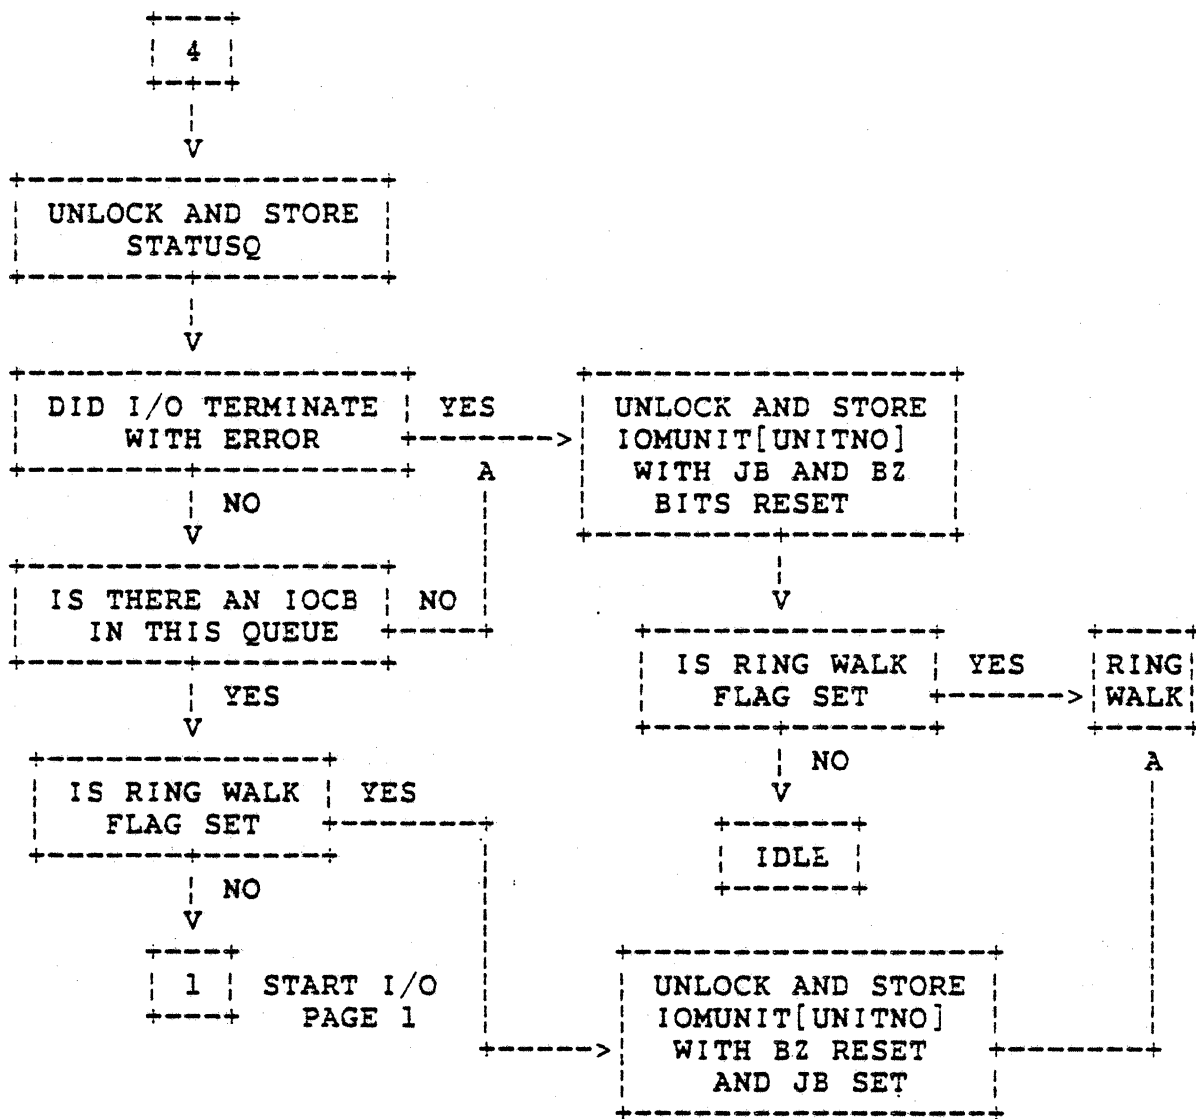 4
UNLOCK AND STORE
STATUSQ
DID I/O TERMINATE
WITH ERROR
YES
UNLOCK AND STORE
IOMUNIT[UNITNO]
WITH JB AND BZ
BITS RESET
NO
IS THERE AN IOCB
IN THIS QUEUE
NO
YES
IS RING WALK
FLAG SET
YES
RING
WALK
NO
IDLE
IS RING WALK
FLAG SET
YES
NO
1
START I/O
PAGE 1
UNLOCK AND STORE
IOMUNIT[UNITNO]
WITH BZ RESET
AND JB SET